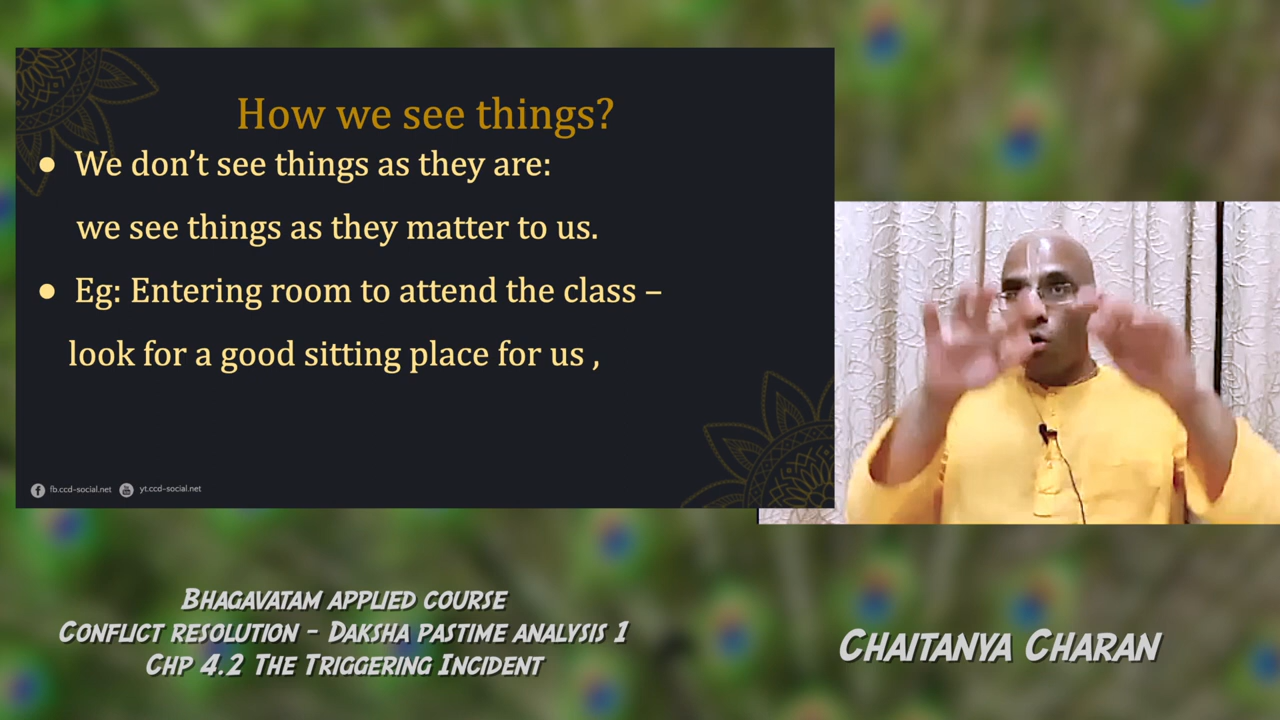 How we see things?
● We don’t see things as they are:
we see things as they matter to us.
● Eg: Entering room to attend the class –
look for a good sitting place for us ,
fb.ccd-social.net yt.ccd-social.net
Bhagavatam applied course
Conflict resolution - Daksha pastime analysis 1
Chp 4.2 The Triggering Incident
Chaitanya Charan